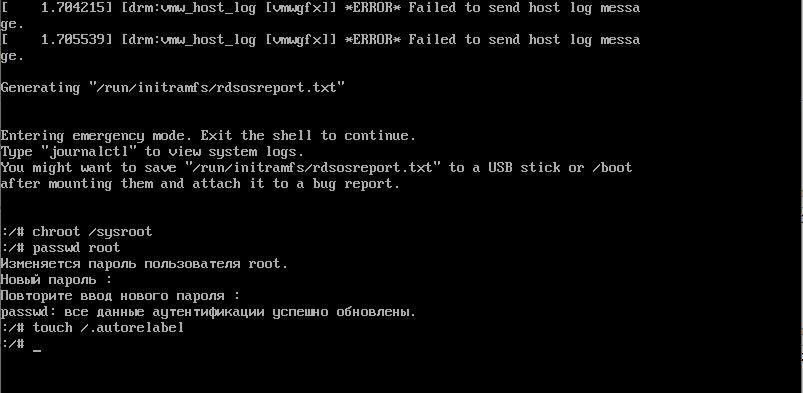 [    1.704215] [drm:vmw_host_log [vmwgfx]] *ERROR* Failed to send host log messa
ge.
[    1.705539] [drm:vmw_host_log [vmwgfx]] *ERROR* Failed to send host log messa
ge.
Generating "/run/initramfs/rdsosreport.txt"
Entering emergency mode. Exit the shell to continue.
Type "journalctl" to view system logs.
You might want to save "/run/initramfs/rdsosreport.txt" to a USB stick or /boot
after mounting them and attach it to a bug report.
:/# chroot /sysroot
:/# passwd root
Изменяется пароль пользователя root.
Новый пароль :
Повторите ввод нового пароля :
passwd: все данные аутентификации успешно обновлены.
:/# touch /.autorelabel
:/# _